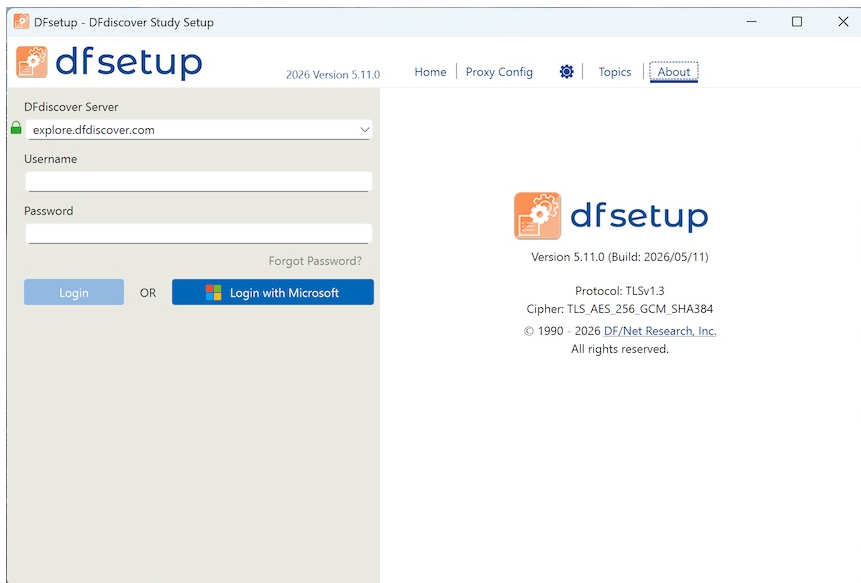 DFsetup - DFdiscover Study Setup
dfsetup
2026 Version 5.11.0
Home
Proxy Config
Topics
About
DFdiscover Server
explore.dfdiscover.com
Username
Password
Forgot Password?
Login
OR
Login with Microsoft
dfsetup
Version 5.11.0 (Build: 2026/05/11)
Protocol: TLSv1.3
Cipher: TLS_AES_256_GCM_SHA384
© 1990 - 2026 DF/Net Research, Inc.
All rights reserved.